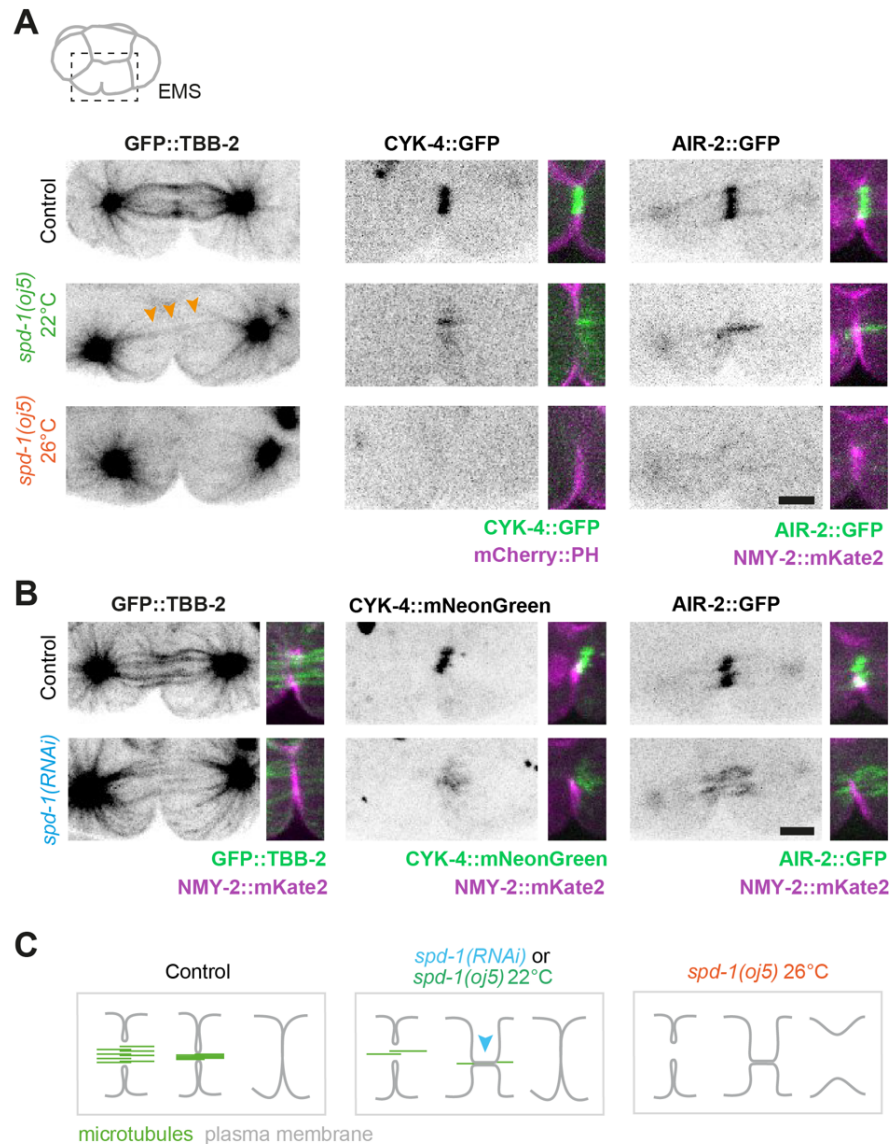 A
EMS
GFP::TBB-2
CYK-4::GFP
AIR-2::GFP
Control
spd-1(oj5)
22°C
spd-1(oj5)
26°C
CYK-4::GFP
mCherry::PH
AIR-2::GFP
NMY-2::mKate2
B
GFP::TBB-2
CYK-4::mNeonGreen
AIR-2::GFP
Control
spd-1(RNAi)
GFP::TBB-2
NMY-2::mKate2
CYK-4::mNeonGreen
NMY-2::mKate2
AIR-2::GFP
NMY-2::mKate2
C
Control
spd-1(RNAi) or
spd-1(oj5) 22°C
spd-1(oj5) 26°C
microtubules plasma membrane